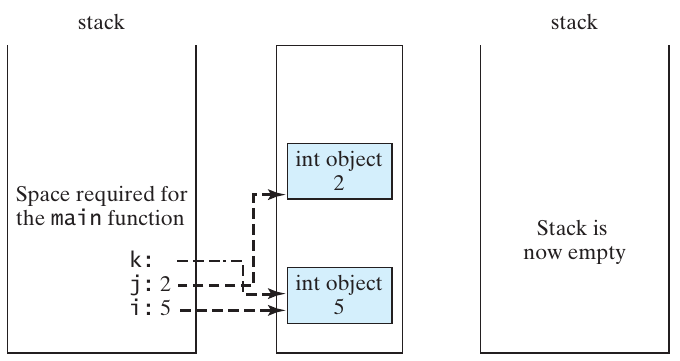 stack
stack
int object
2
Space required for
the main function
Stack is
now empty
k:
j: 2
i: 5
int object
5